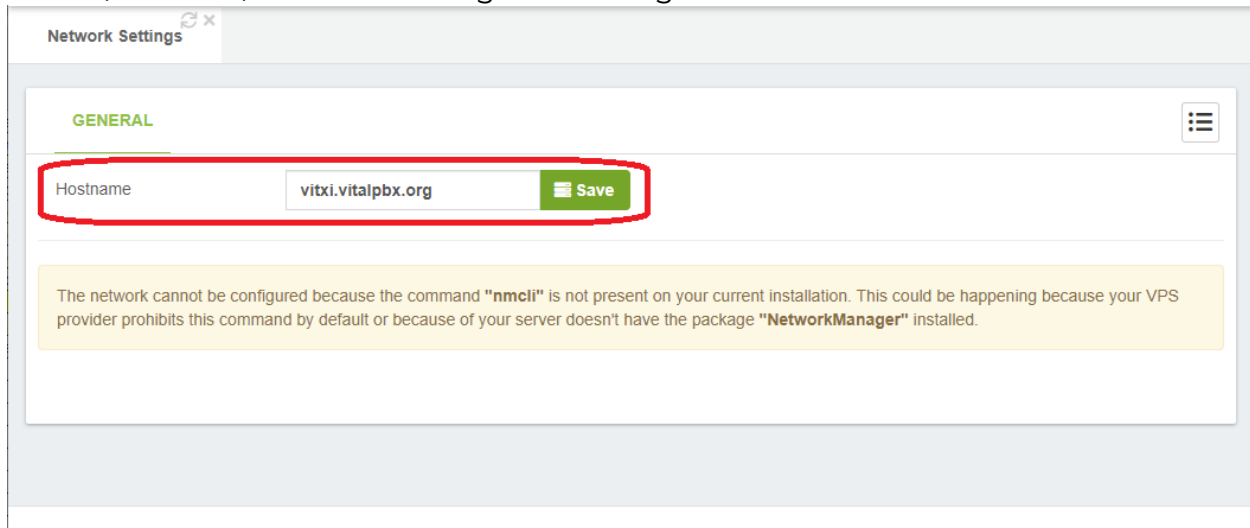 Network Settings
GENERAL
Hostname
vitxi.vitalpbx.org
Save
The network cannot be configured because the command "nmcli" is not present on your current installation. This could be happening because your VPS
provider prohibits this command by default or because of your server doesn't have the package "NetworkManager" installed.